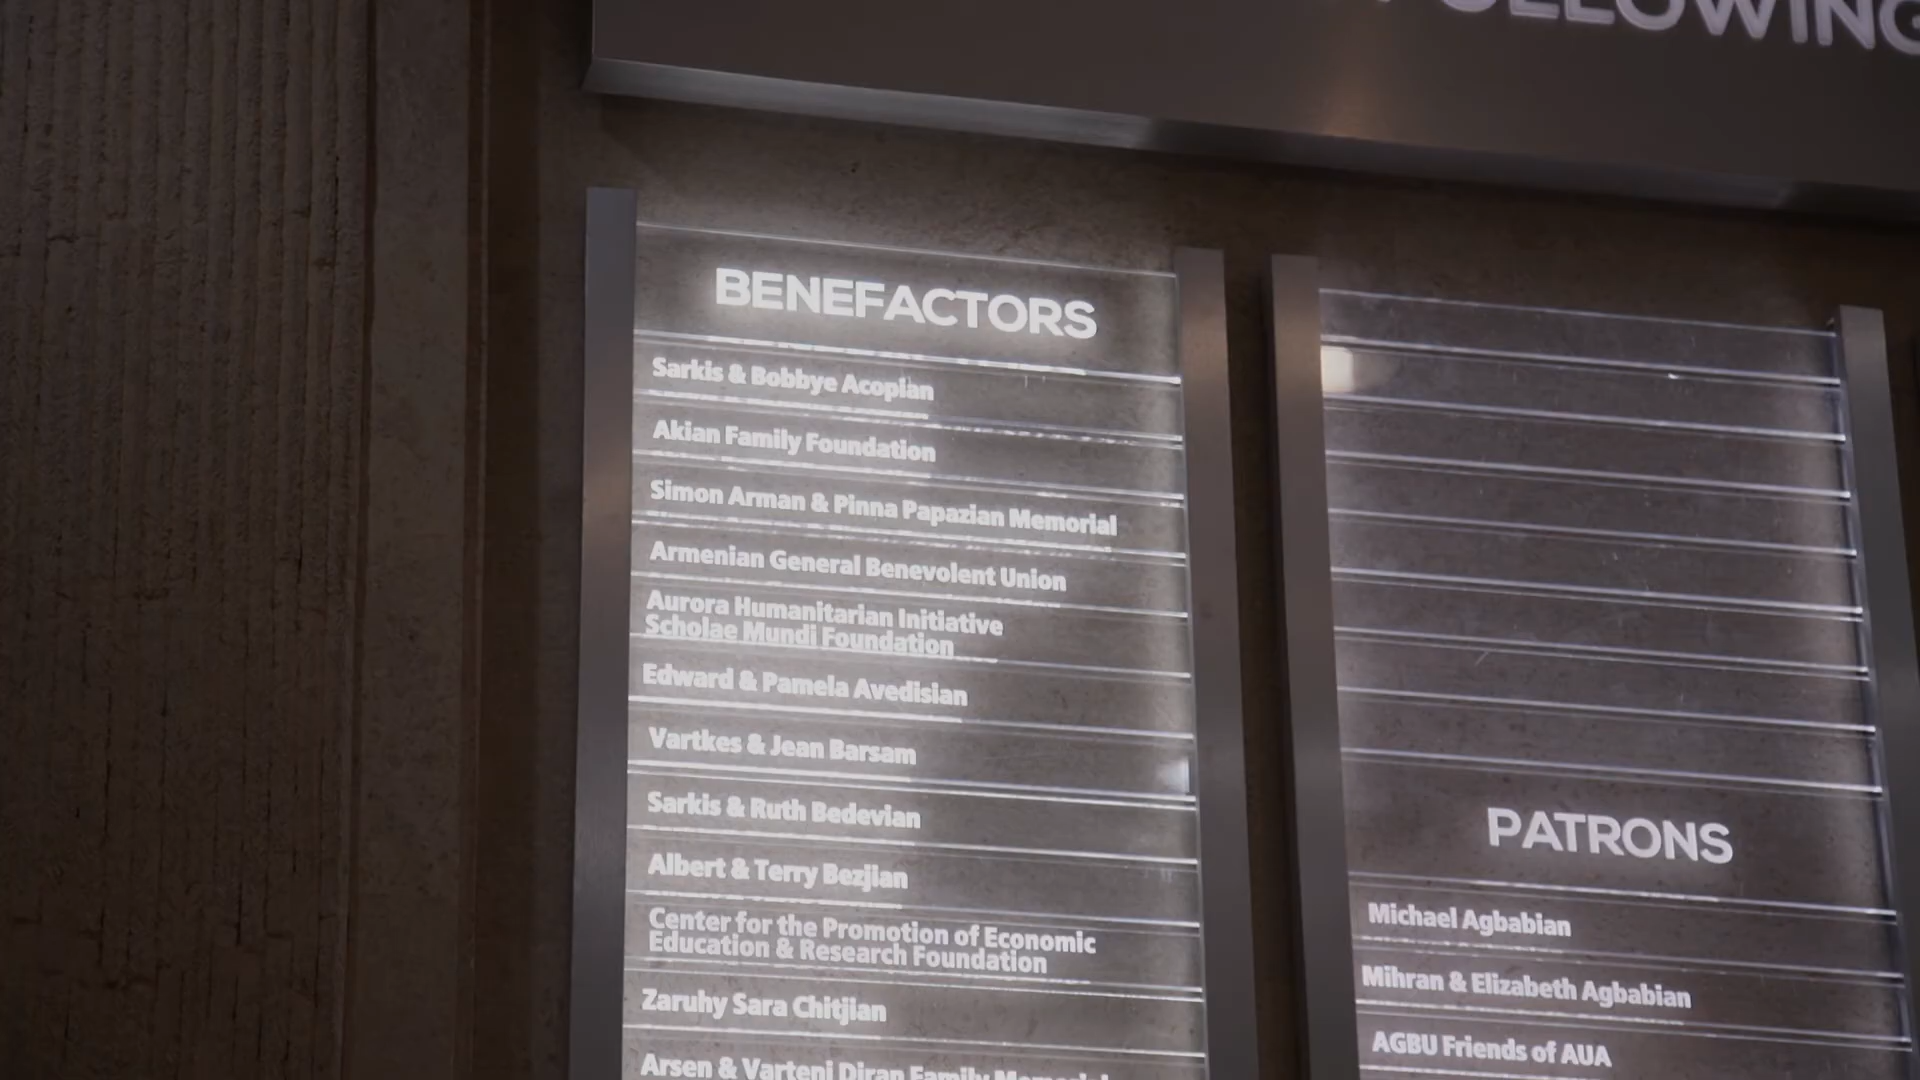 FOLLOWING
BENEFACTORS
Sarkis & Bobbye Acopian
Akian Family Foundation
Simon Arman & Pinna Papazian Memorial
Armenian General Benevolent Union
Aurora Humanitarian Initiative
Scholae Mundi Foundation
Edward & Pamela Avedisian
Vartkes & Jean Barsam
Sarkis & Ruth Bedevian
Albert & Terry Bezjian
Center for the Promotion of Economic
Education & Research Foundation
Zaruhy Sara Chitjian
Arsen & Varteni Diran Family Memorial
PATRONS
Michael Agbabian
Mihran & Elizabeth Agbabian
AGBU Friends of AUA